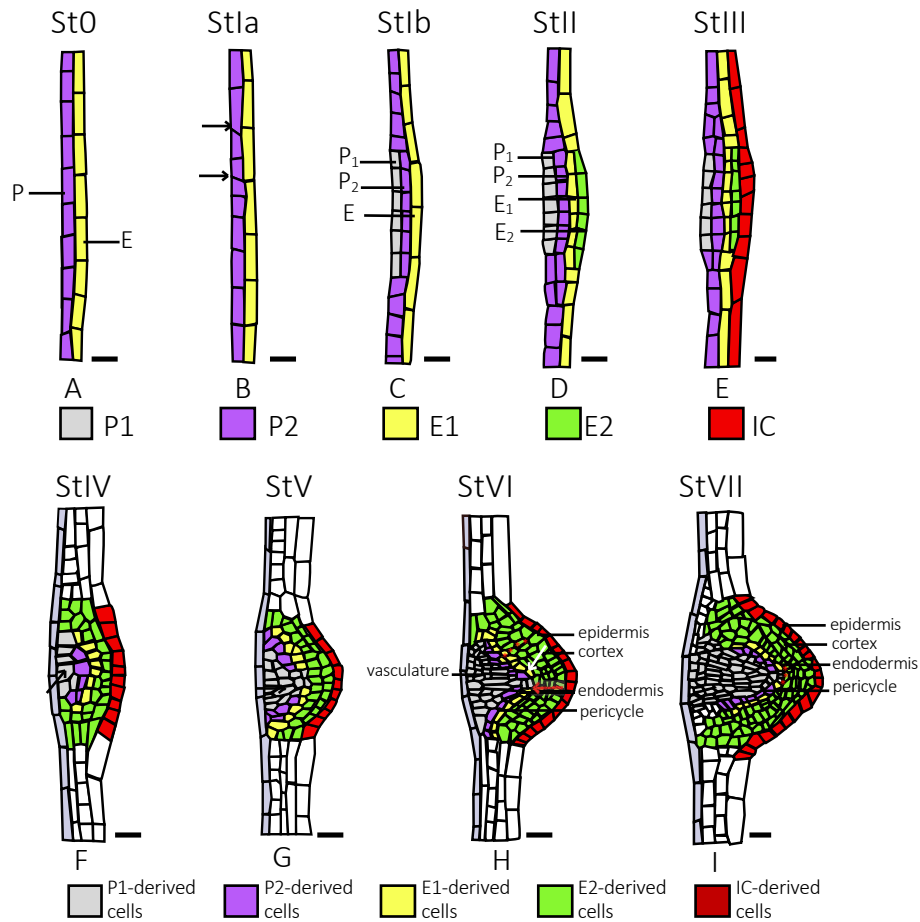 St0 StIa StIb StII StIII
P
E
P1
P2
E
P1
P2
E1
E2
A B C D E
P1 P2 E1 E2 IC
StIV StV StVI StVII
vasculature
epidermis
cortex
endodermis
pericycle
epidermis
cortex
endodermis
pericycle
F G H I
P1-derived
cells
P2-derived
cells
E1-derived
cells
E2-derived
cells
IC-derived
cells